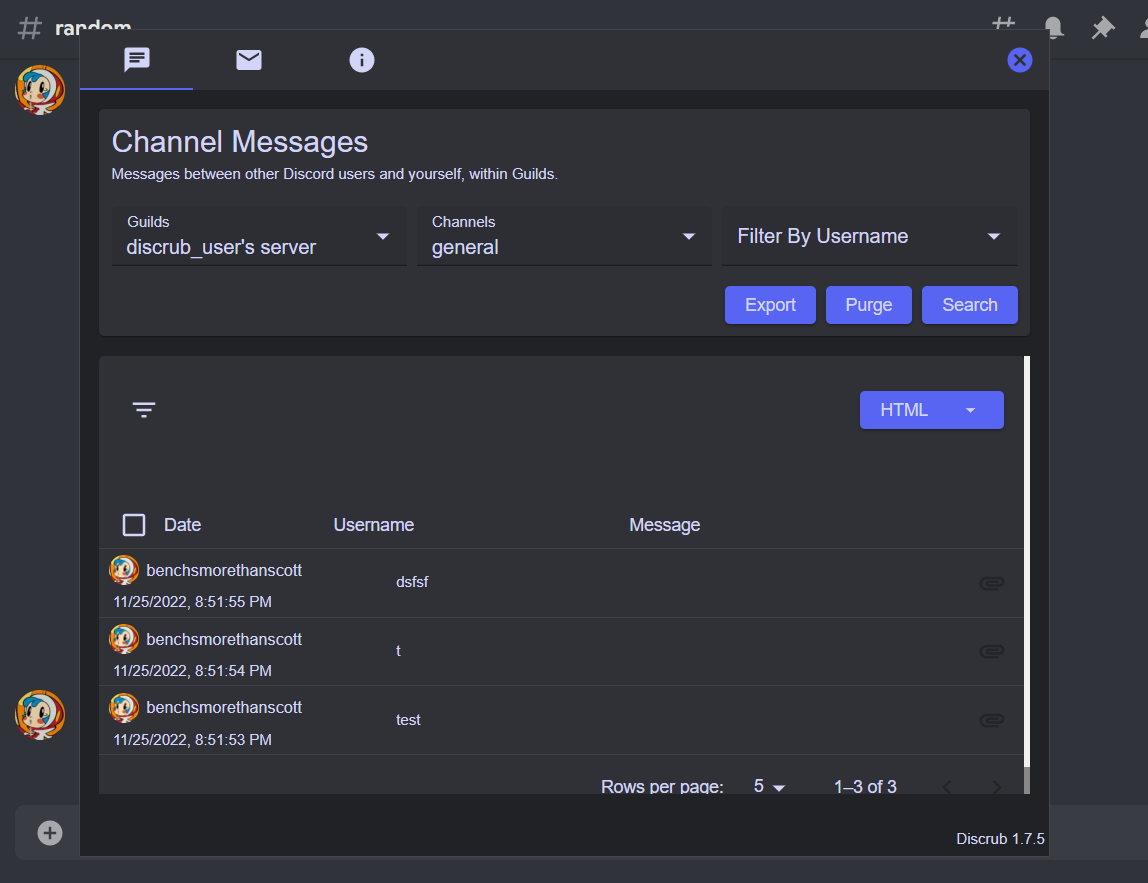 random
Channel Messages
Messages between other Discord users and yourself, within Guilds.
Guilds
discrub_user's server
Channels
general
Filter By Username
Export
Purge
Search
HTML
Date
Username
Message
benchsmorethanscott
dsfsf
11/25/2022, 8:51:55 PM
benchsmorethanscott
t
11/25/2022, 8:51:54 PM
benchsmorethanscott
test
11/25/2022, 8:51:53 PM
Rows per page:
5
1–3 of 3
Discrub 1.7.5